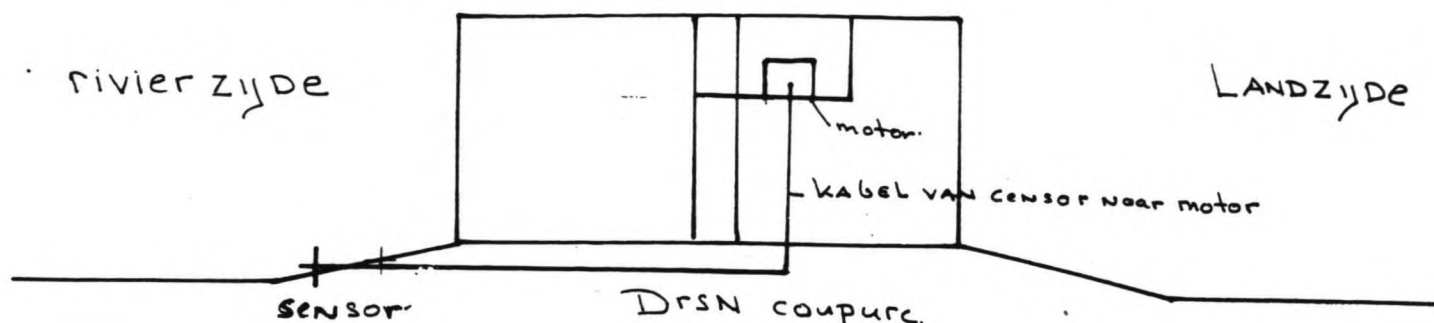 rivier zijde
LANDZIJDe
motor.
KABEL VAN censor naar motor
sensor.
DrSN coupure